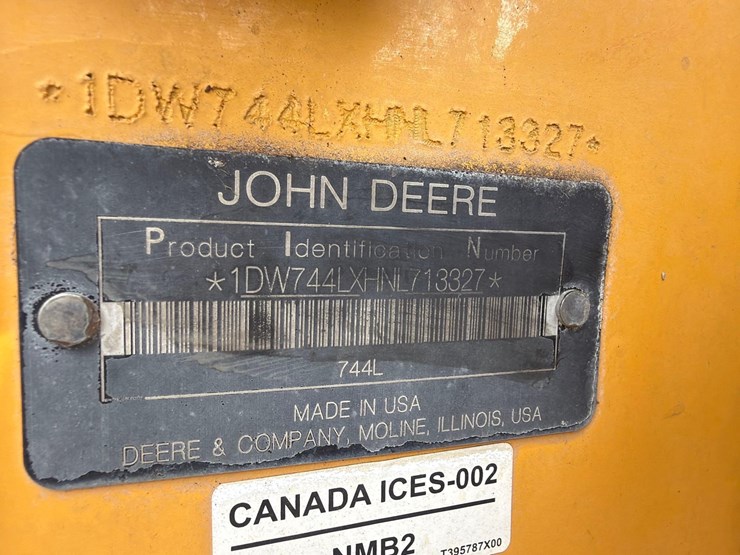 *1DW744LXHNL713327*
JOHN DEERE
Product Identification Number
*1DW744LXHNL713327*
744L
MADE IN USA
DEERE & COMPANY, MOLINE, ILLINOIS, USA
CANADA ICES-002
NMB2 T395787X00